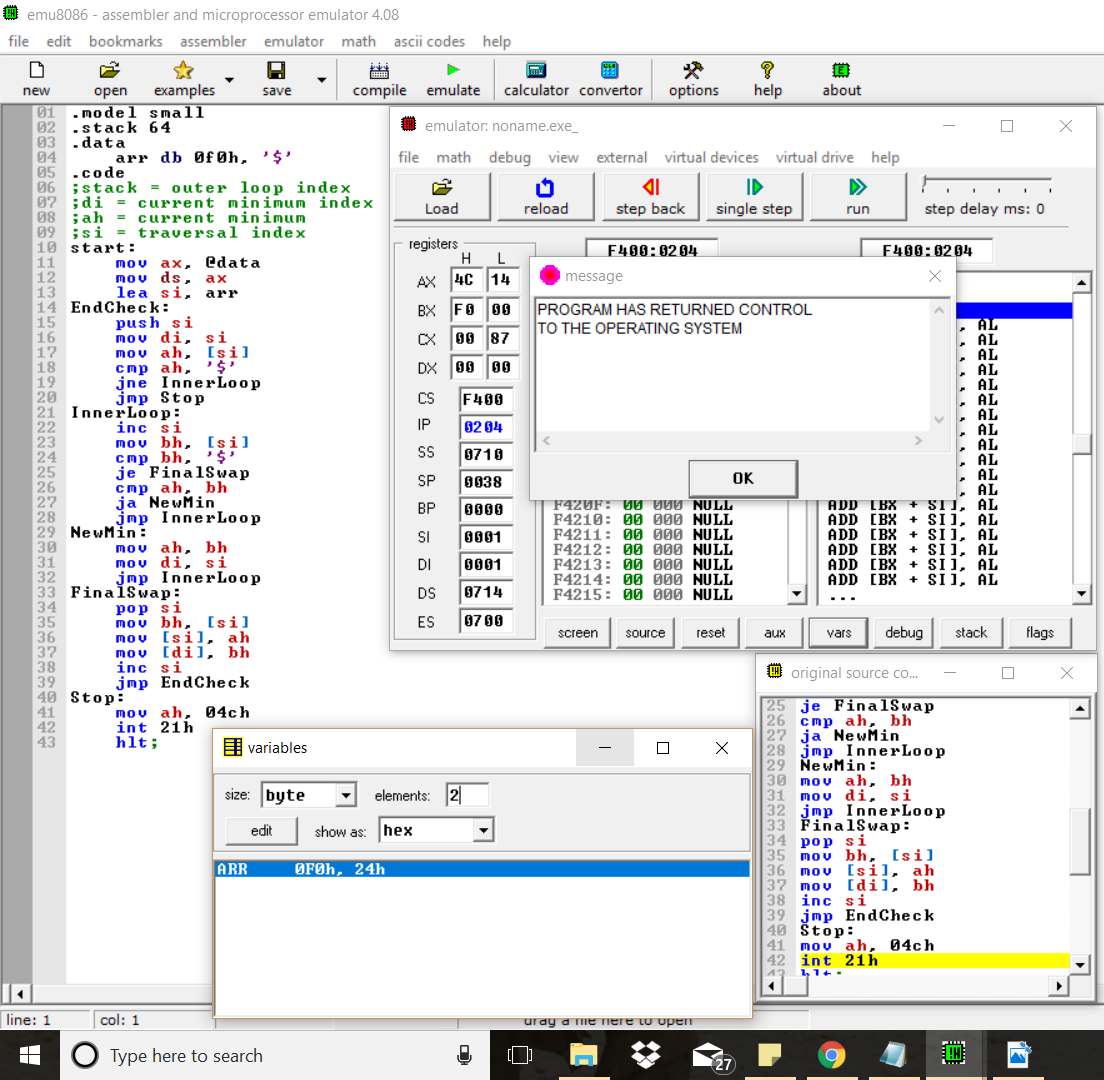 emu8086 - assembler and microprocessor emulator 4.08
file edit bookmarks assembler emulator math ascii codes help
new open examples save compile emulate calculator convertor options help about
01 .model small
02 .stack 64
03 .data
04 arr db 0f0h, '$'
05 .code
06 ;stack = outer loop index
07 ;di = current minimum index
08 ;ah = current minimum
09 ;si = traversal index
10 start:
11 mov ax, @data
12 mov ds, ax
13 lea si, arr
14 EndCheck:
15 push si
16 mov di, si
17 mov ah, [si]
18 cmp ah, '$'
19 jne InnerLoop
20 jmp Stop
21 InnerLoop:
22 inc si
23 mov bh, [si]
24 cmp bh, '$'
25 je FinalSwap
26 cmp ah, bh
27 ja NewMin
28 jmp InnerLoop
29 NewMin:
30 mov ah, bh
31 mov di, si
32 jmp InnerLoop
33 FinalSwap:
34 pop si
35 mov bh, [si]
36 mov [si], ah
37 mov [di], bh
38 inc si
39 jmp EndCheck
40 Stop:
41 mov ah, 04ch
42 int 21h
43 hlt;
emulator: noname.exe_
file math debug view external virtual devices virtual drive help
Load reload step back single step run step delay ms: 0
registers F400:0204 F400:0204
H L
AX 4C 14
BX F0 00
CX 00 87
DX 00 00
CS F400
IP 0204
SS 0710
SP 0038
BP 0000
SI 0001
DI 0001
DS 0714
ES 0700
message
PROGRAM HAS RETURNED CONTROL
TO THE OPERATING SYSTEM
OK
, AL
, AL
, AL
, AL
, AL
, AL
, AL
, AL
, AL
, AL
, AL
, AL
F420F: 00 000 NULL ADD [BX + SI], AL
F4210: 00 000 NULL ADD [BX + SI], AL
F4211: 00 000 NULL ADD [BX + SI], AL
F4212: 00 000 NULL ADD [BX + SI], AL
F4213: 00 000 NULL ADD [BX + SI], AL
F4214: 00 000 NULL ADD [BX + SI], AL
F4215: 00 000 NULL ...
screen source reset aux vars debug stack flags
original source co...
25 je FinalSwap
26 cmp ah, bh
27 ja NewMin
28 jmp InnerLoop
29 NewMin:
30 mov ah, bh
31 mov di, si
32 jmp InnerLoop
33 FinalSwap:
34 pop si
35 mov bh, [si]
36 mov [si], ah
37 mov [di], bh
38 inc si
39 jmp EndCheck
40 Stop:
41 mov ah, 04ch
42 int 21h
43 hlt;
variables
size: byte elements: 2
edit show as: hex
ARR 0F0h, 24h
line: 1 col: 1 drag a file here to open
Type here to search
27